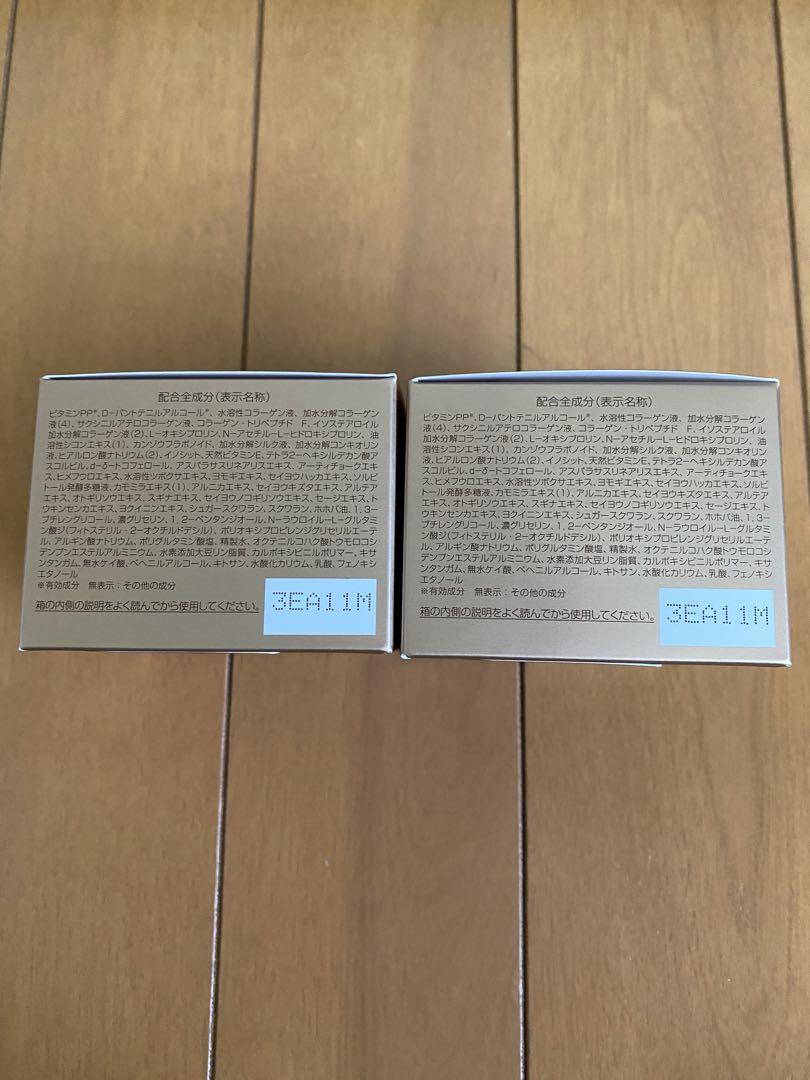 配合全成分(表示名称)
ビタミンPP*、D-パントテニルアルコール*、水溶性コラーゲン液、加水分解コラーゲン
液(4)、サクシニルアテロコラーゲン液、コラーゲン・トリペプチド F、イソステアロイル
加水分解コラーゲン液(2)、L-オキシプロリン、N-アセチル-L-ヒドロキシプロリン、油
溶性シコンエキス(1)、カンゾウフラボノイド、加水分解シルク液、加水分解コンキオリン
液、ヒアルロン酸ナトリウム(2)、イノシット、天然ビタミンE、テトラ2-ヘキシルデカン酸ア
スコルビル、d-δ-トコフェロール、アスパラサスリネアリスエキス、アーティチョークエキ
ス、ヒメフウロエキス、水溶性ツボクサエキス、ヨモギエキス、セイヨウハッカエキス、ソルビ
トール発酵多糖液、カモミラエキス(1)、アルニカエキス、セイヨウキズタエキス、アルテア
エキス、オトギリソウエキス、スギナエキス、セイヨウノコギリソウエキス、セージエキス、ト
ウキンセンカエキス、ヨクイニンエキス、シュガースクワラン、スクワラン、ホホバ油、1,3-
ブチレングリコール、濃グリセリン、1,2-ペンタンジオール、N-ラウロイル-L-グルタミ
ン酸ジ(フィトステリル・2-オクチルドデシル)、ポリオキシプロピレンジグリセリルエーテ
ル、アルギン酸ナトリウム、ポリグルタミン酸塩、精製水、オクテニルコハク酸トウモロコシ
デンプンエステルアルミニウム、水素添加大豆リン脂質、カルボキシビニルポリマー、キサ
ンタンガム、無水ケイ酸、ベヘニルアルコール、キトサン、水酸化カリウム、乳酸、フェノキシ
エタノール
*有効成分 無表示:その他の成分
箱の内側の説明をよく読んでから使用してください。
3EA11M
配合全成分(表示名称)
ビタミンPP*、D-パントテニルアルコール*、水溶性コラーゲン液、加水分解コラーゲン
液(4)、サクシニルアテロコラーゲン液、コラーゲン・トリペプチド F、イソステアロイル
加水分解コラーゲン液(2)、L-オキシプロリン、N-アセチル-L-ヒドロキシプロリン、油
溶性シコンエキス(1)、カンゾウフラボノイド、加水分解シルク液、加水分解コンキオリン
液、ヒアルロン酸ナトリウム(2)、イノシット、天然ビタミンE、テトラ2-ヘキシルデカン酸ア
スコルビル、d-δ-トコフェロール、アスパラサスリネアリスエキス、アーティチョークエキ
ス、ヒメフウロエキス、水溶性ツボクサエキス、ヨモギエキス、セイヨウハッカエキス、ソルビ
トール発酵多糖液、カモミラエキス(1)、アルニカエキス、セイヨウキズタエキス、アルテア
エキス、オトギリソウエキス、スギナエキス、セイヨウノコギリソウエキス、セージエキス、ト
ウキンセンカエキス、ヨクイニンエキス、シュガースクワラン、スクワラン、ホホバ油、1,3-
ブチレングリコール、濃グリセリン、1,2-ペンタンジオール、N-ラウロイル-L-グルタミ
ン酸ジ(フィトステリル・2-オクチルドデシル)、ポリオキシプロピレンジグリセリルエーテ
ル、アルギン酸ナトリウム、ポリグルタミン酸塩、精製水、オクテニルコハク酸トウモロコシ
デンプンエステルアルミニウム、水素添加大豆リン脂質、カルボキシビニルポリマー、キサ
ンタンガム、無水ケイ酸、ベヘニルアルコール、キトサン、水酸化カリウム、乳酸、フェノキシ
エタノール
*有効成分 無表示:その他の成分
箱の内側の説明をよく読んでから使用してください。
3EA11M